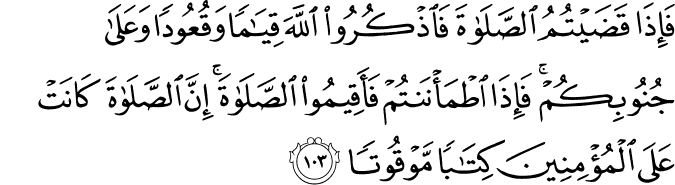 فَإِذَا قَضَيْتُمُ ٱلصَّلَوٰةَ فَٱذْكُرُوا۟ ٱللَّهَ قِيَـٰمًا وَقُعُودًا وَعَلَىٰ
جُنُوبِكُمْ ۚ فَإِذَا ٱطْمَأْنَنتُمْ فَأَقِيمُوا۟ ٱلصَّلَوٰةَ ۚ إِنَّ ٱلصَّلَوٰةَ كَانَتْ
عَلَى ٱلْمُؤْمِنِينَ كِتَـٰبًا مَّوْقُوتًا ١٠٣